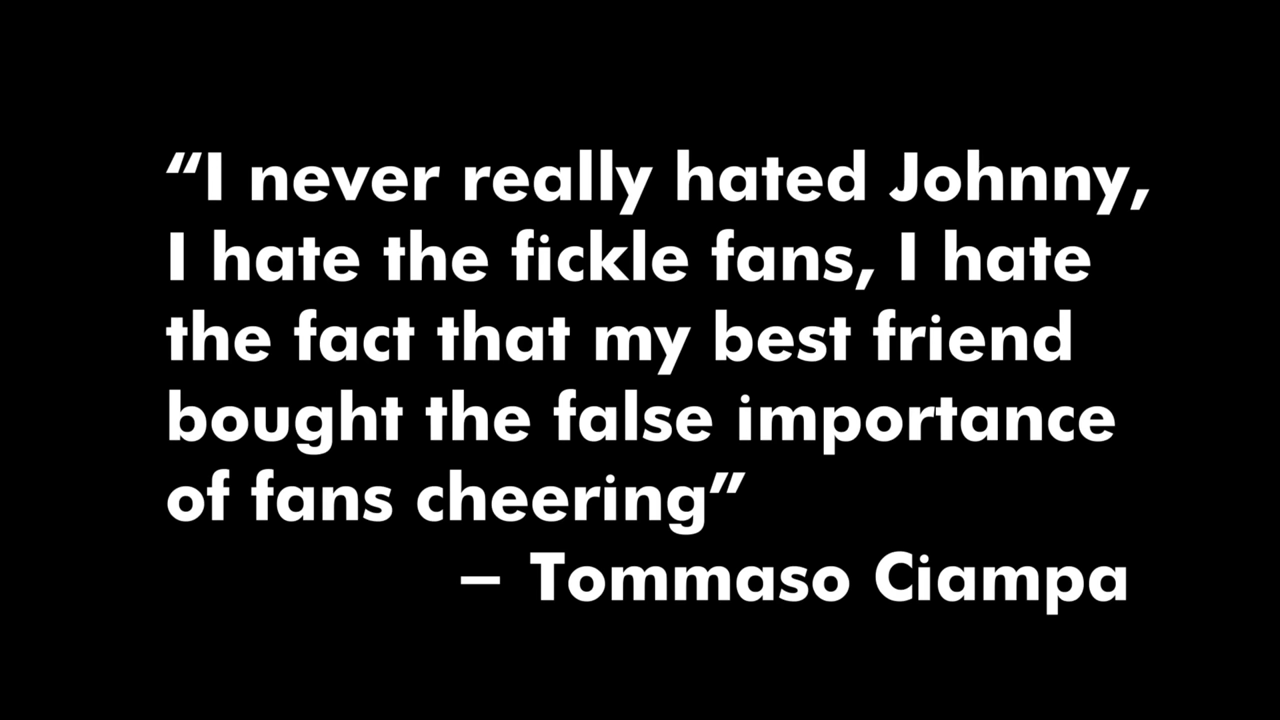 “I never really hated Johnny,
I hate the fickle fans, I hate
the fact that my best friend
bought the false importance
of fans cheering”
– Tommaso Ciampa